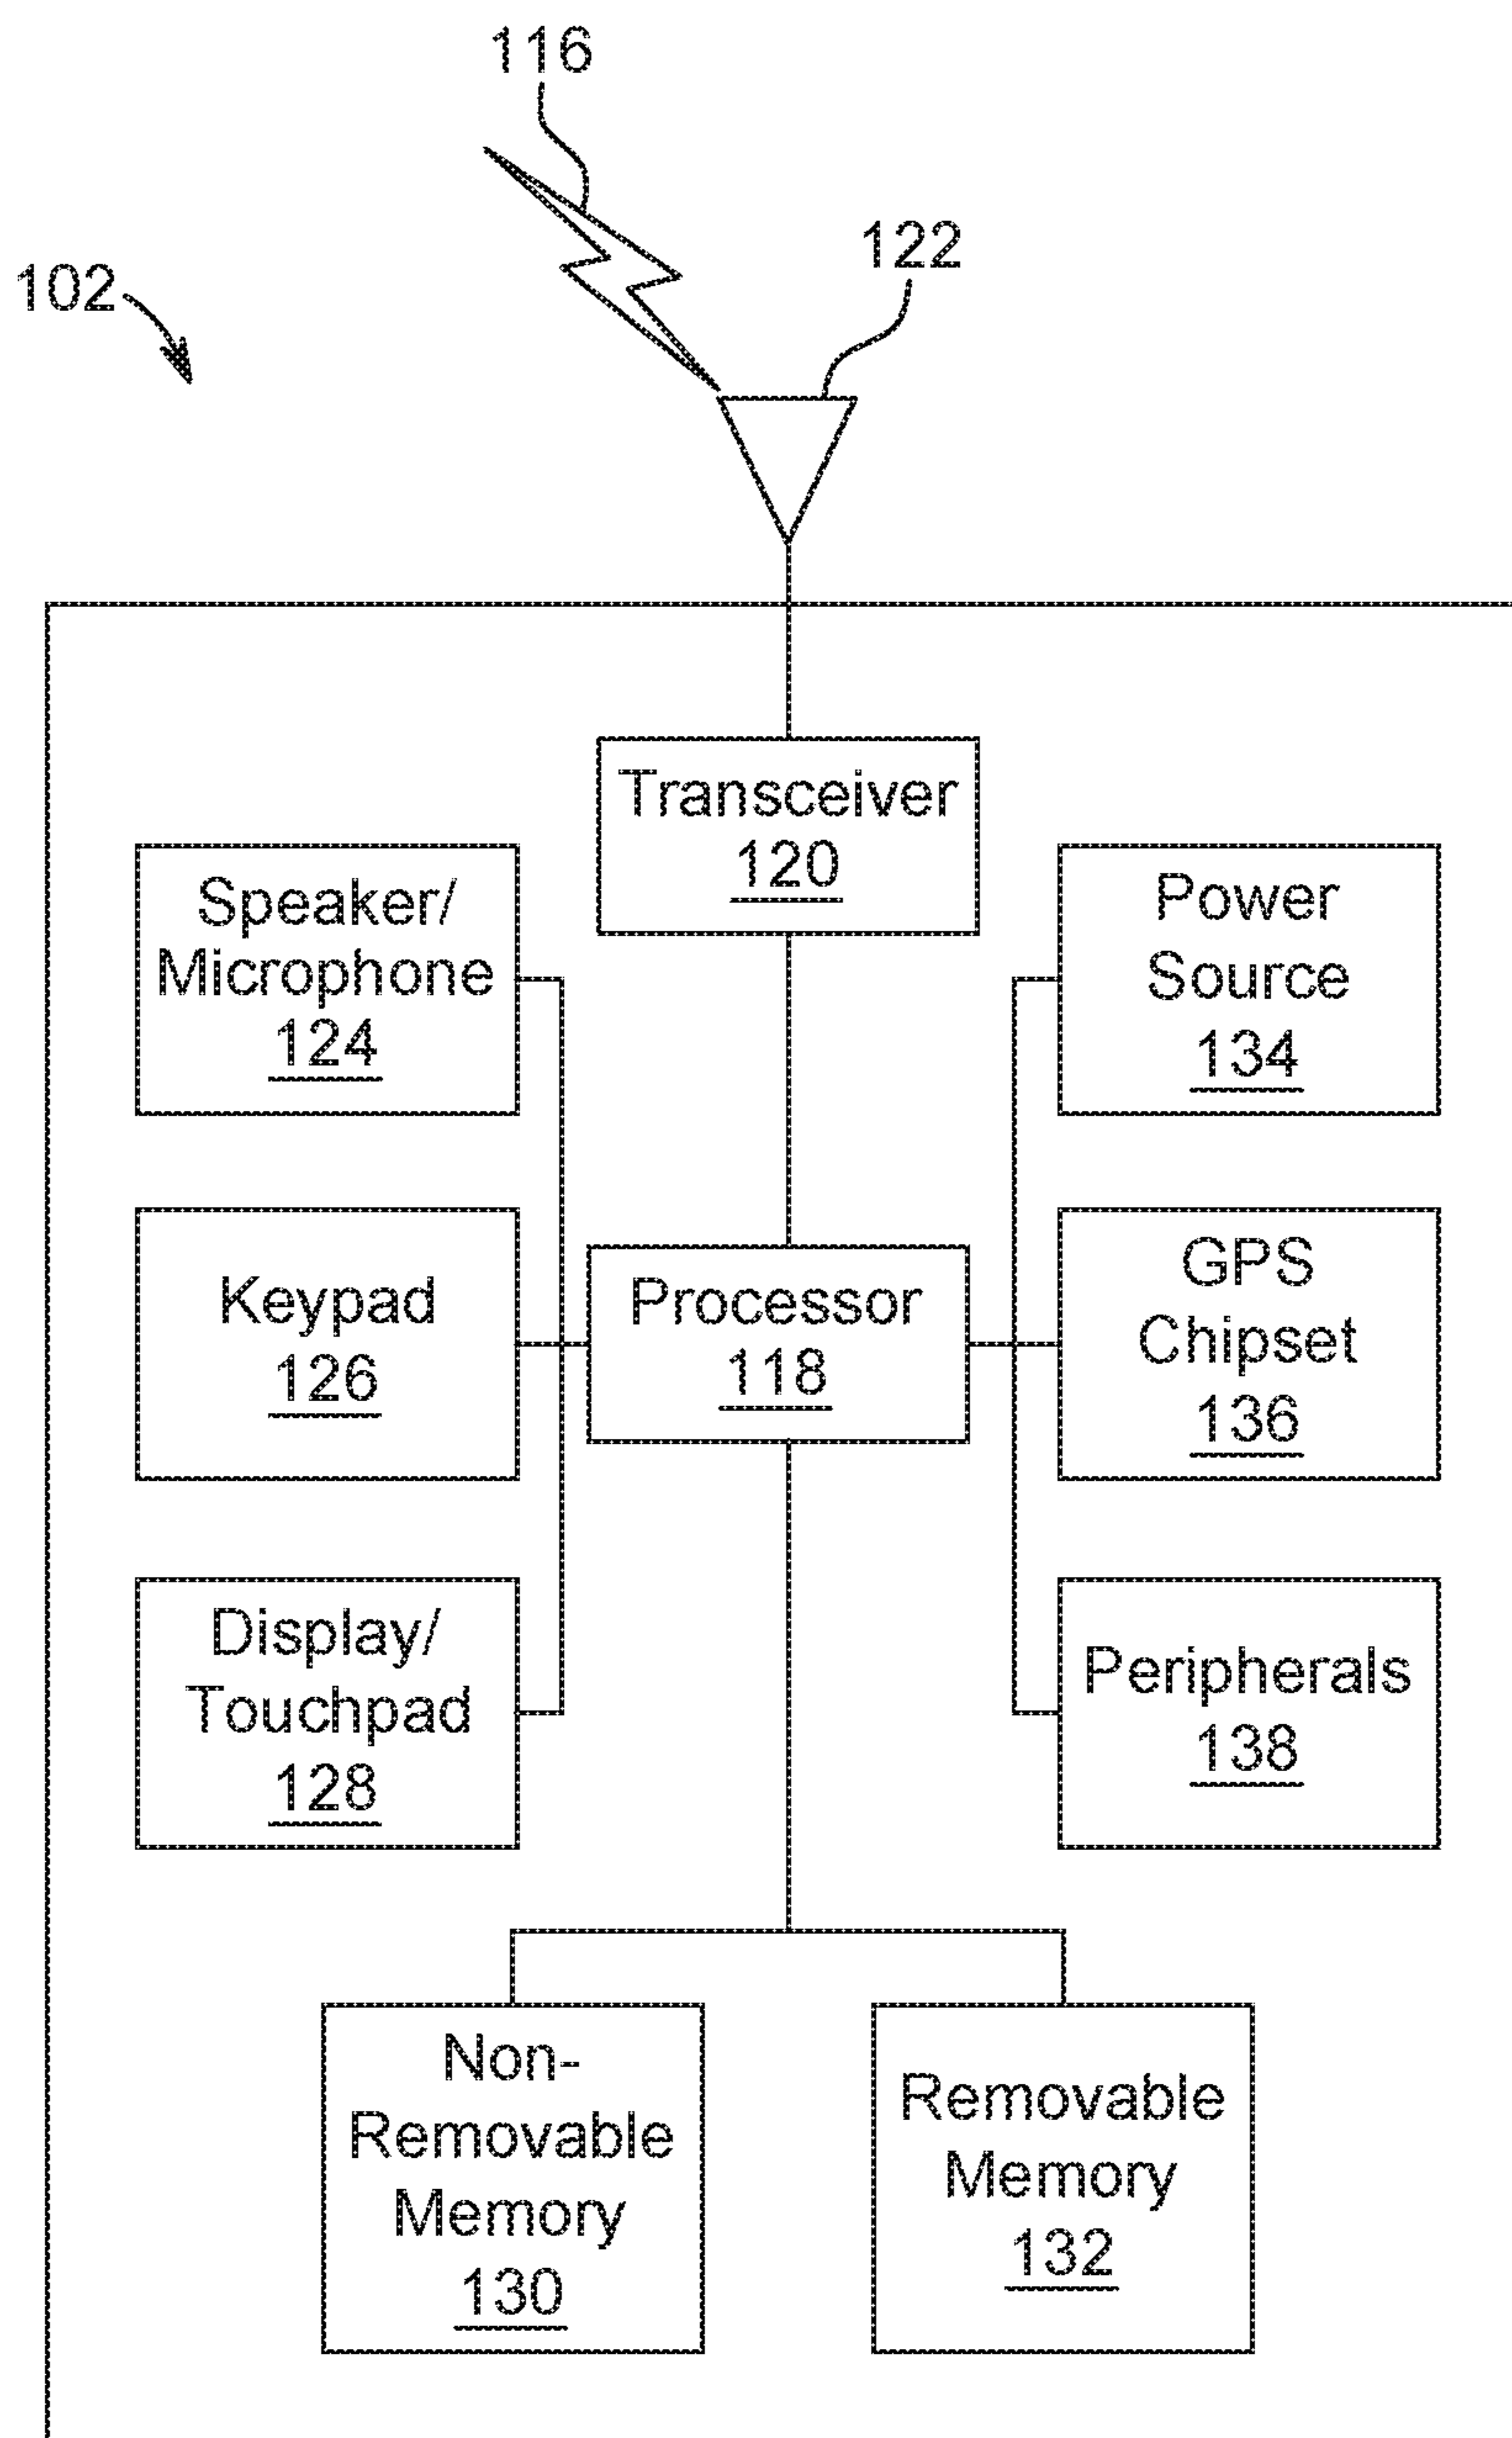 116
122
102
Transceiver
120
Speaker/
Microphone
124
Power
Source
134
Keypad
126
Processor
118
GPS
Chipset
136
Display/
Touchpad
128
Peripherals
138
Non-
Removable
Memory
130
Removable
Memory
132